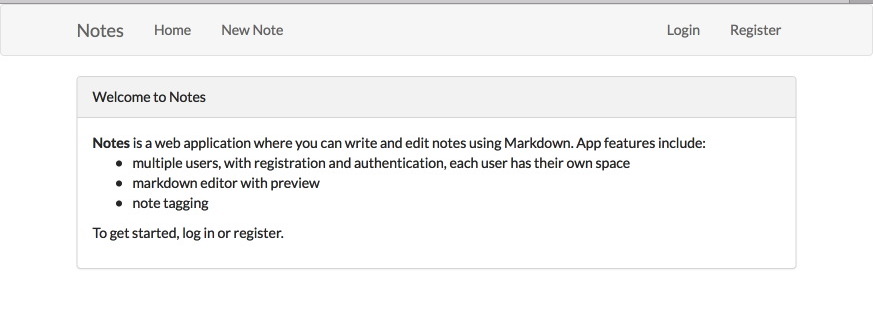 Notes Home New Note Login Register
Welcome to Notes
Notes is a web application where you can write and edit notes using Markdown. App features include:
• multiple users, with registration and authentication, each user has their own space
• markdown editor with preview
• note tagging
To get started, log in or register.